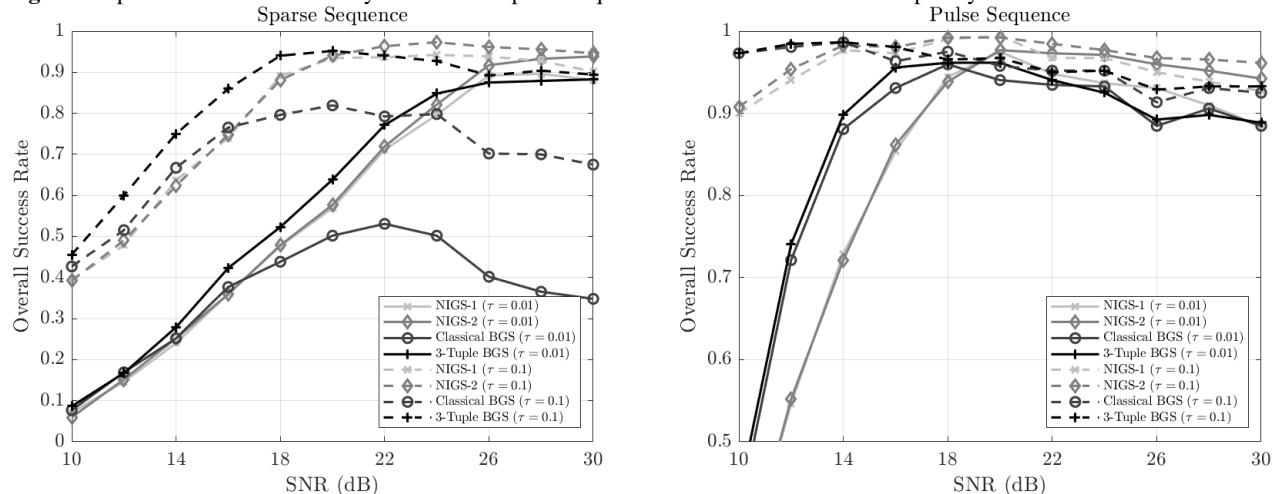 Sparse Sequence
1
0.9
0.8
0.7
0.6
0.5
0.4
0.3
0.2
0.1
0
Overall Success Rate
10 14 18 22 26 30
SNR (dB)
NIGS-1 (τ = 0.01)
NIGS-2 (τ = 0.01)
Classical BGS (τ = 0.01)
3-Tuple BGS (τ = 0.01)
NIGS-1 (τ = 0.1)
NIGS-2 (τ = 0.1)
Classical BGS (τ = 0.1)
3-Tuple BGS (τ = 0.1)
Pulse Sequence
1
0.9
0.8
0.7
0.6
0.5
Overall Success Rate
10 14 18 22 26 30
SNR (dB)
NIGS-1 (τ = 0.01)
NIGS-2 (τ = 0.01)
Classical BGS (τ = 0.01)
3-Tuple BGS (τ = 0.01)
NIGS-1 (τ = 0.1)
NIGS-2 (τ = 0.1)
Classical BGS (τ = 0.1)
3-Tuple BGS (τ = 0.1)